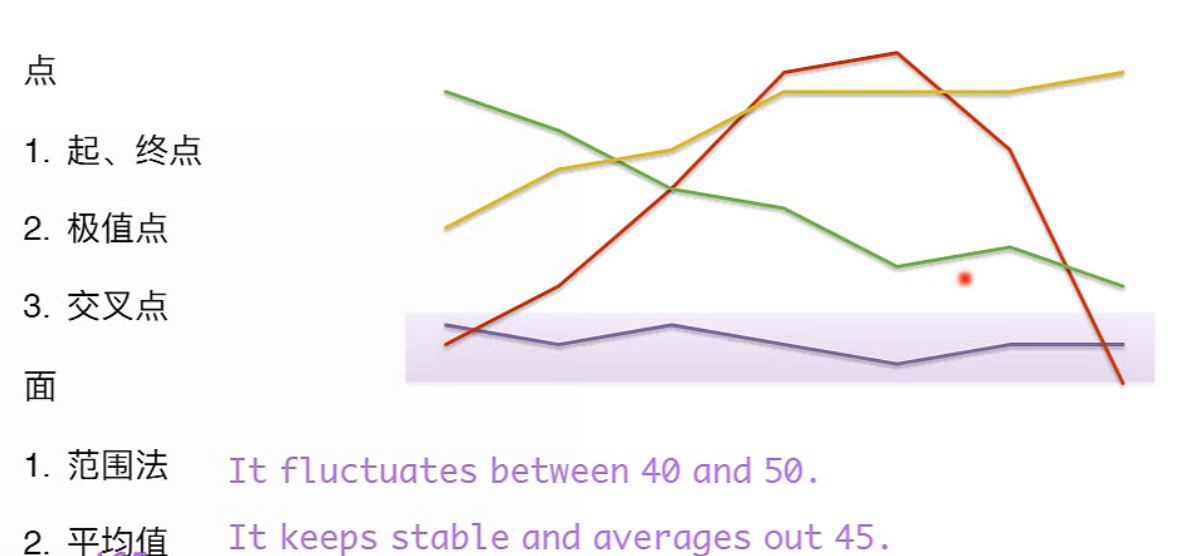 点
1. 起、终点
2. 极值点
3. 交叉点
面
1. 范围法 It fluctuates between 40 and 50.
2. 平均值 It keeps stable and averages out 45.